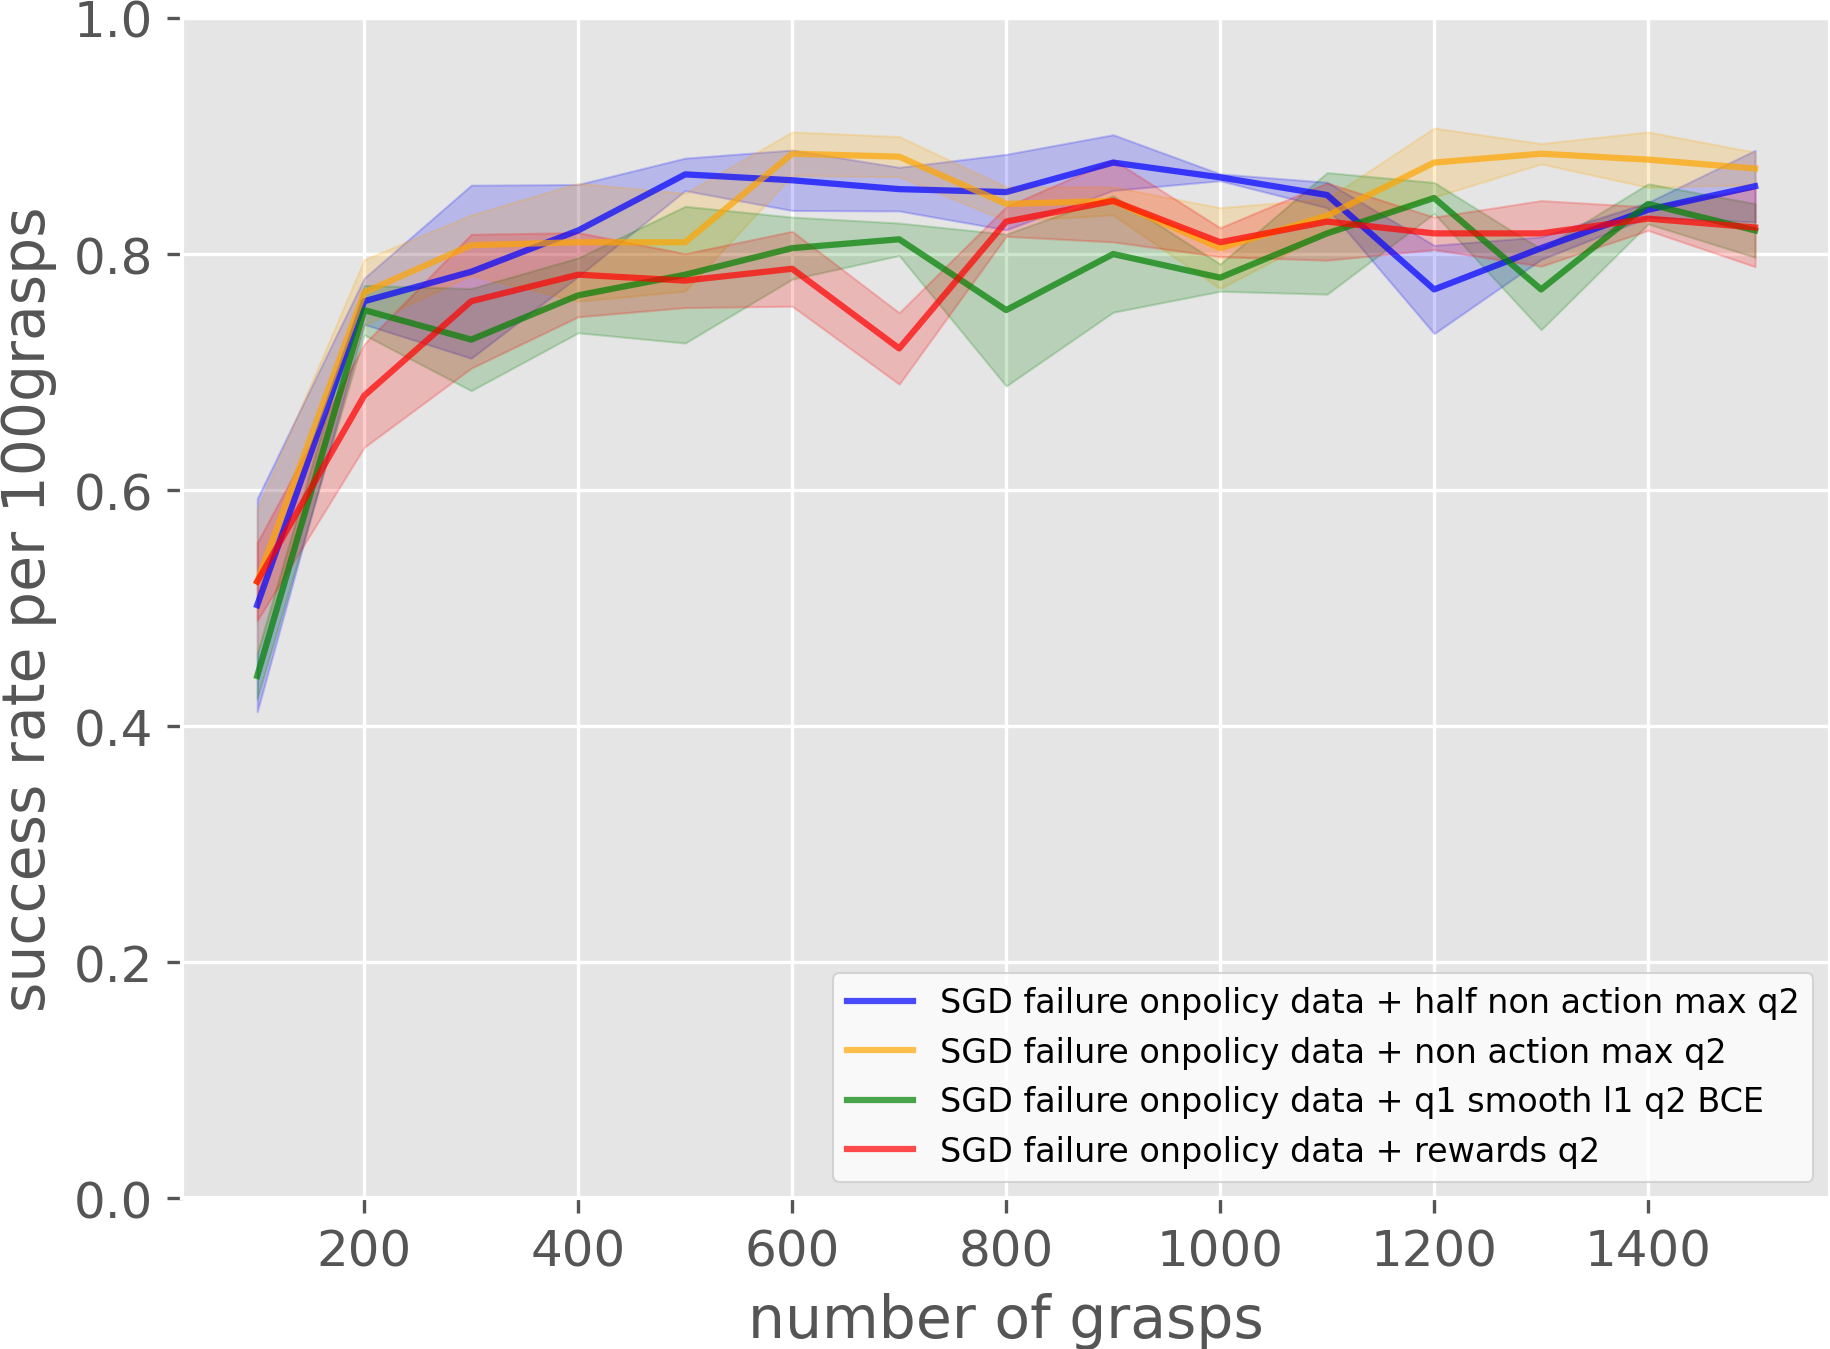 success rate per 100grasps
1.0
0.8
0.6
0.4
0.2
0.0
200 400 600 800 1000 1200 1400
number of grasps
SGD failure onpolicy data + half non action max q2
SGD failure onpolicy data + non action max q2
SGD failure onpolicy data + q1 smooth l1 q2 BCE
SGD failure onpolicy data + rewards q2